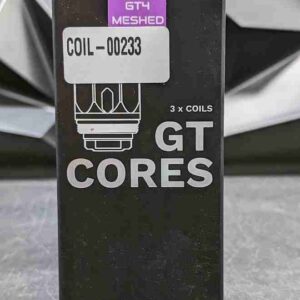 GT4
MESHED
COIL-00233
3 x COILS
GT
CORES